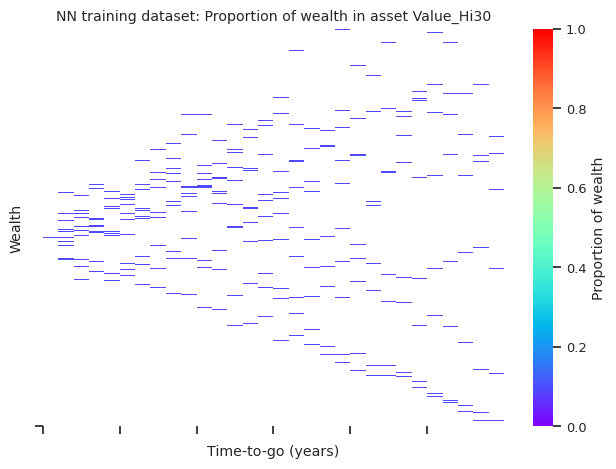 NN training dataset: Proportion of wealth in asset Value_Hi30
Wealth
Time-to-go (years)
1.0
0.8
0.6
0.4
0.2
0.0
Proportion of wealth